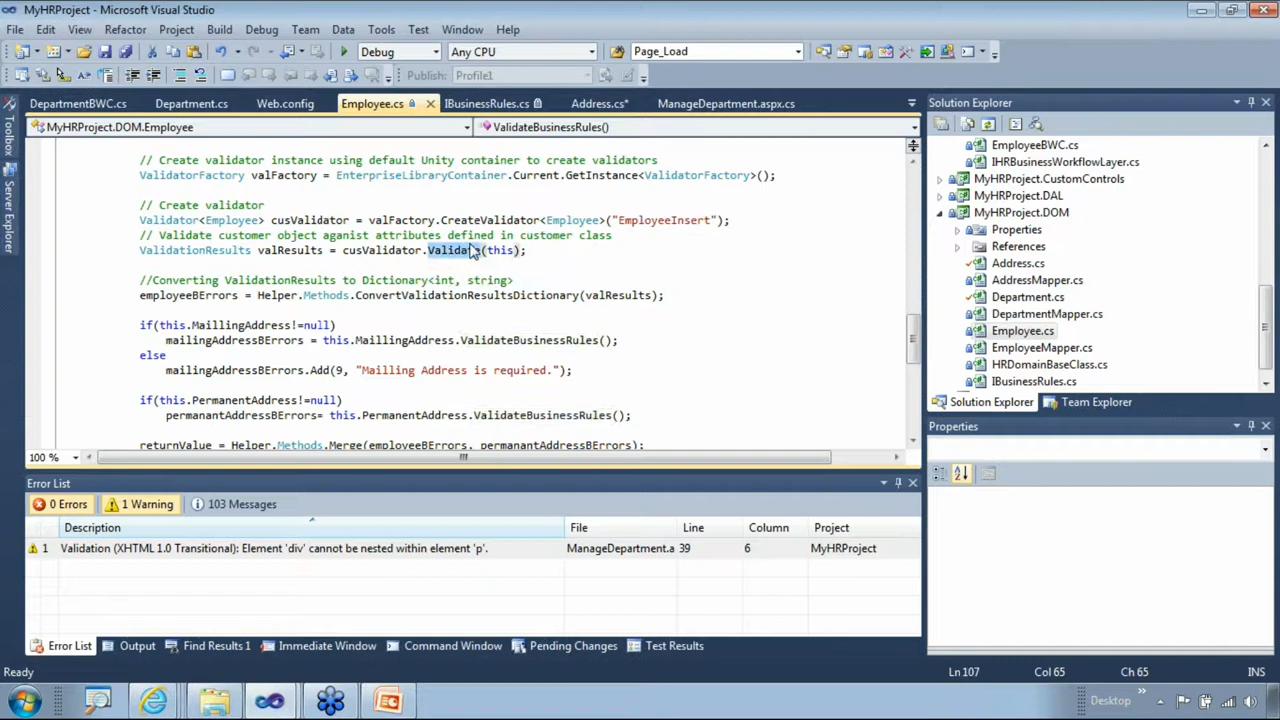 MyHRProject - Microsoft Visual Studio
File Edit View Refactor Project Build Debug Team Data Tools Test Window Help
Debug Any CPU Page_Load
Publish: Profile1
DepartmentBWC.cs Department.cs Web.config Employee.cs IBusinessRules.cs Address.cs* ManageDepartment.aspx.cs
MyHRProject.DOM.Employee ValidateBusinessRules()
Toolbox
Server Explorer
// Create validator instance using default Unity container to create validators
ValidatorFactory valFactory = EnterpriseLibraryContainer.Current.GetInstance<ValidatorFactory>();
// Create validator
Validator<Employee> cusValidator = valFactory.CreateValidator<Employee>("EmployeeInsert");
// Validate customer object aganist attributes defined in customer class
ValidationResults valResults = cusValidator.Validate(this);
//Converting ValidationResults to Dictionary<int, string>
employeeBErrors = Helper.Methods.ConvertValidationResultsDictionary(valResults);
if(this.MaillingAddress!=null)
mailingAddressBErrors = this.MaillingAddress.ValidateBusinessRules();
else
mailingAddressBErrors.Add(9, "Mailling Address is required.");
if(this.PermanentAddress!=null)
permanantAddressBErrors= this.PermanentAddress.ValidateBusinessRules();
returnValue = Helper.Methods.Merge(employeeBErrors, permanantAddressBErrors);
100 %
Solution Explorer
EmployeeBWC.cs
IHRBusinessWorkflowLayer.cs
MyHRProject.CustomControls
MyHRProject.DAL
MyHRProject.DOM
Properties
References
Address.cs
AddressMapper.cs
Department.cs
DepartmentMapper.cs
Employee.cs
EmployeeMapper.cs
HRDomainBaseClass.cs
IBusinessRules.cs
Solution Explorer Team Explorer
Properties
Error List
0 Errors 1 Warning 103 Messages
Description File Line Column Project
1 Validation (XHTML 1.0 Transitional): Element 'div' cannot be nested within element 'p'. ManageDepartment.a 39 6 MyHRProject
Error List Output Find Results 1 Immediate Window Command Window Pending Changes Test Results
Ready Ln 107 Col 65 Ch 65 INS
Desktop